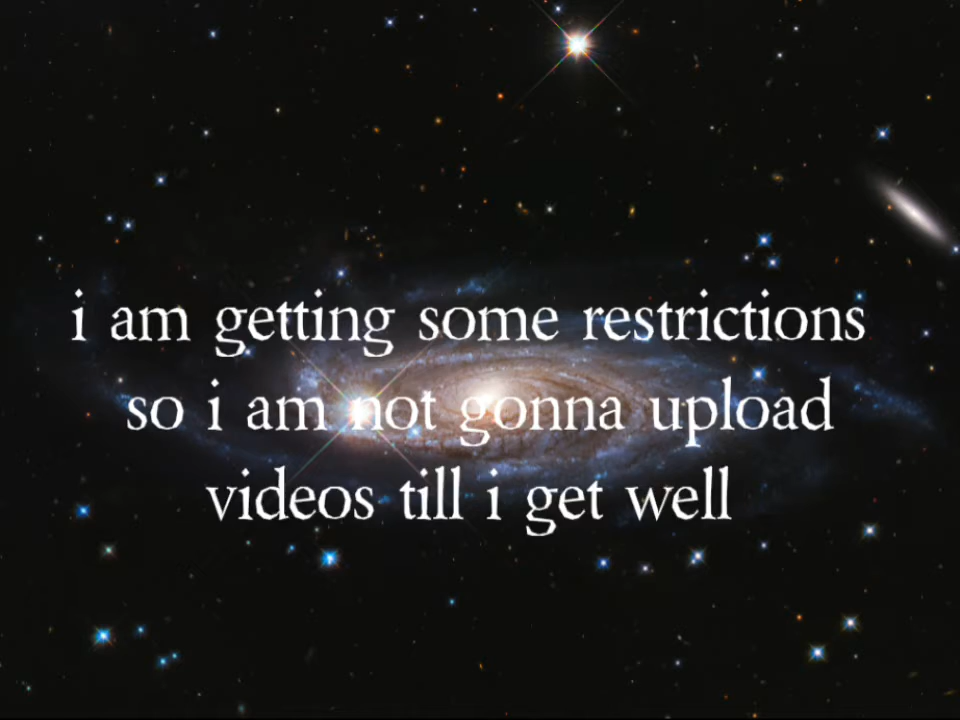 i am getting some restrictions
so i am not gonna upload
videos till i get well